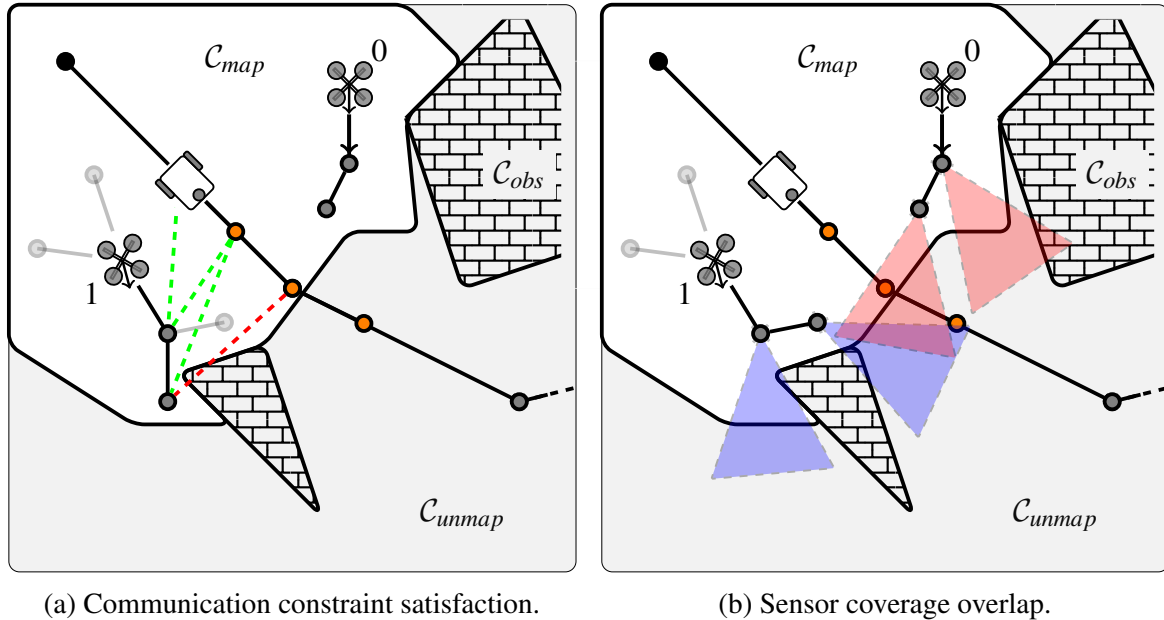 0
C_map
C_obs
1
C_unmap
(a) Communication constraint satisfaction.
0
C_map
C_obs
1
C_unmap
(b) Sensor coverage overlap.